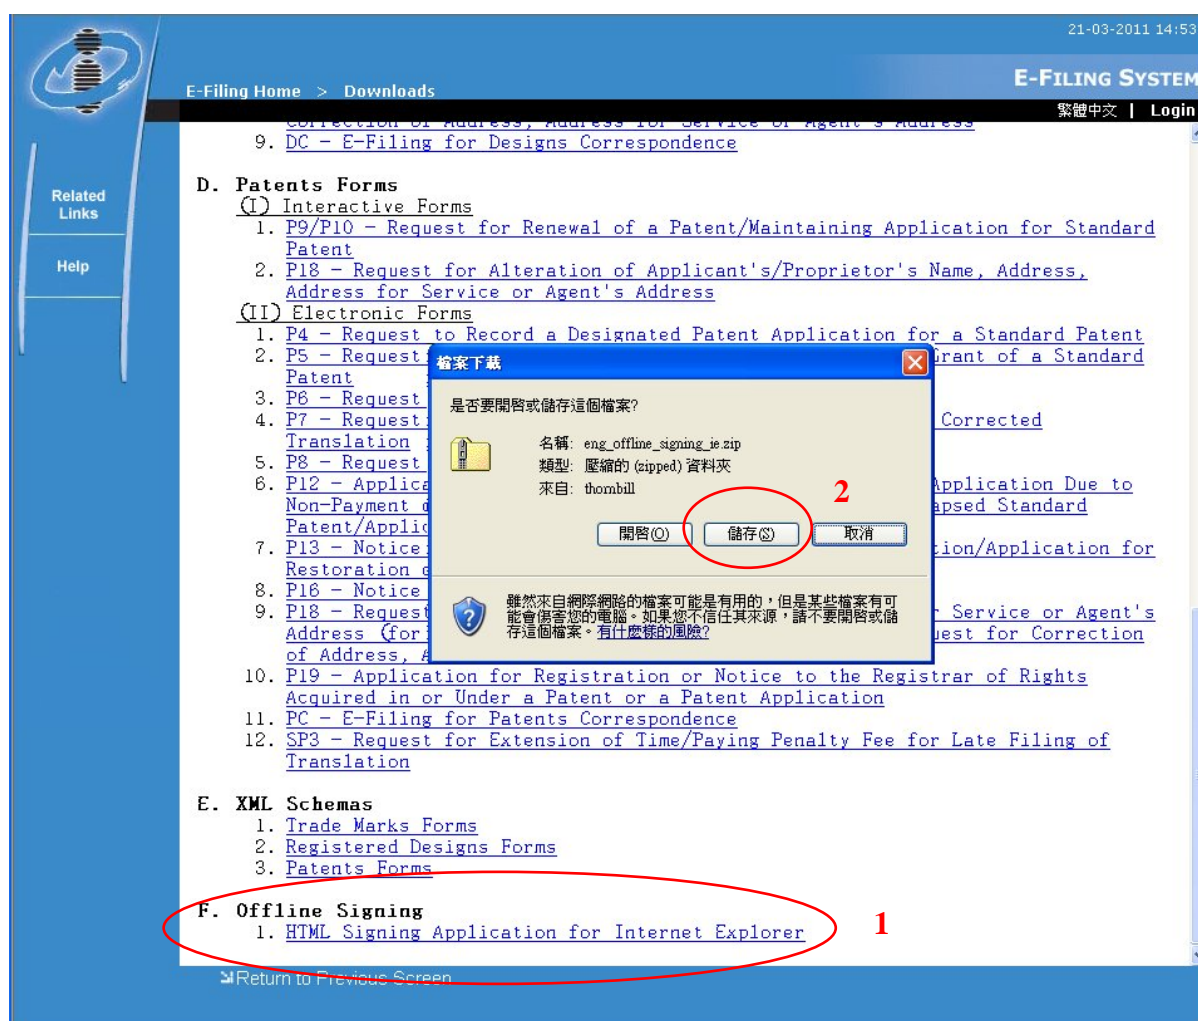 21-03-2011 14:53
E-FILING SYSTEM
E-Filing Home > Downloads
繁體中文 | Login
Related
Links
Help
Correction of Address, Address for Service or Agent's Address
9. DC - E-Filing for Designs Correspondence
D. Patents Forms
(I) Interactive Forms
1. P9/P10 - Request for Renewal of a Patent/Maintaining Application for Standard
Patent
2. P18 - Request for Alteration of Applicant's/Proprietor's Name, Address,
Address for Service or Agent's Address
(II) Electronic Forms
1. P4 - Request to Record a Designated Patent Application for a Standard Patent
2. P5 - Request Grant of a Standard
Patent
3. P6 - Request
4. P7 - Request Corrected
Translation
5. P8 - Request
6. P12 - Applica Application Due to
Non-Payment apsed Standard
Patent/Applic
7. P13 - Notice ion/Application for
Restoration
8. P16 - Notice
9. P18 - Request Service or Agent's
Address (for uest for Correction
of Address,
10. P19 - Application for Registration or Notice to the Registrar of Rights
Acquired in or Under a Patent or a Patent Application
11. PC - E-Filing for Patents Correspondence
12. SP3 - Request for Extension of Time/Paying Penalty Fee for Late Filing of
Translation
E. XML Schemas
1. Trade Marks Forms
2. Registered Designs Forms
3. Patents Forms
F. Offline Signing
1. HTML Signing Application for Internet Explorer
1
Return to Previous Screen
檔案下載
是否要開啓或儲存這個檔案?
名稱: eng_offline_signing_ie.zip
類型: 壓縮的 (zipped) 資料夾
來自: thornbill
2
開啓(O) 儲存(S) 取消
雖然來自網際網路的檔案可能是有用的，但是某些檔案有可
能會傷害您的電腦。如果您不信任其來源，請不要開啓或儲
存這個檔案。有什麼樣的風險?